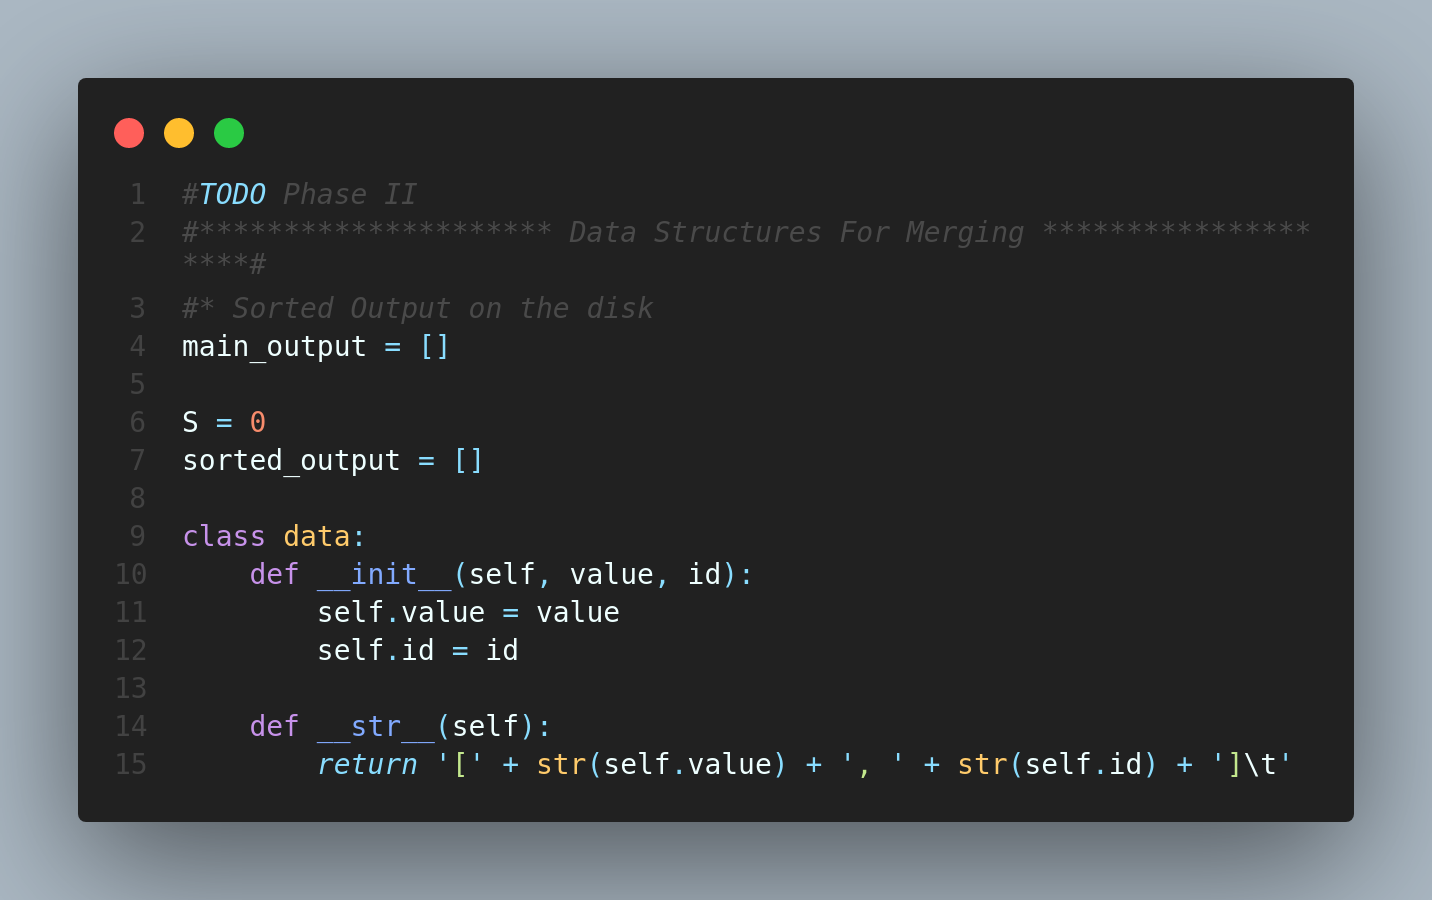 1 #TODO Phase II
2 #********************* Data Structures For Merging ****************
****#
3 #* Sorted Output on the disk
4 main_output = []
5
6 S = 0
7 sorted_output = []
8
9 class data:
10     def __init__(self, value, id):
11         self.value = value
12         self.id = id
13
14     def __str__(self):
15         return '[' + str(self.value) + ', ' + str(self.id) + ']\t'